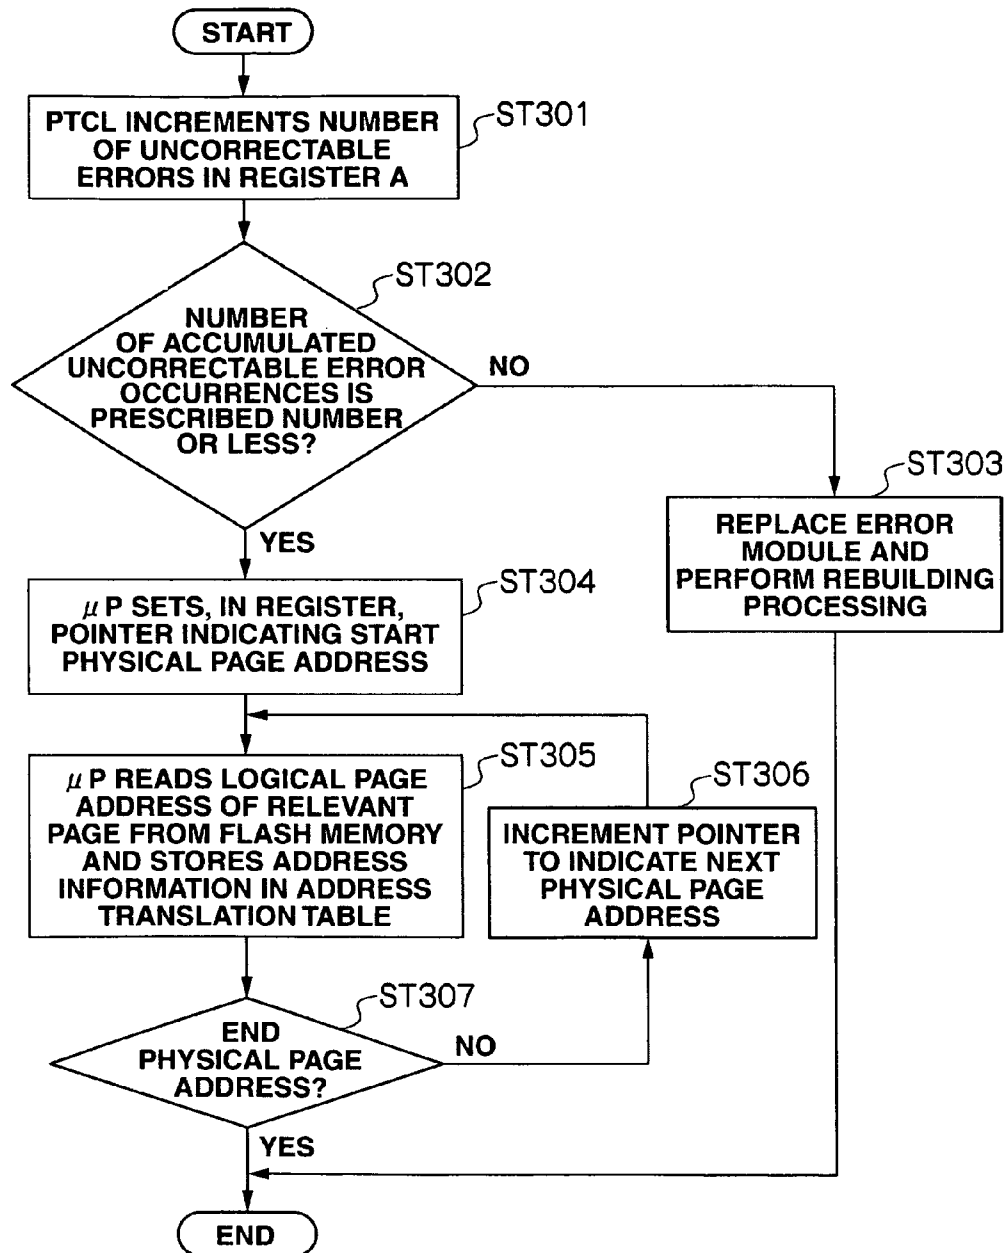 START
PTCL INCREMENTS NUMBER
OF UNCORRECTABLE
ERRORS IN REGISTER A
ST301
NUMBER
OF ACCUMULATED
UNCORRECTABLE ERROR
OCCURRENCES IS
PRESCRIBED NUMBER
OR LESS?
ST302
NO
YES
REPLACE ERROR
MODULE AND
PERFORM REBUILDING
PROCESSING
ST303
μP SETS, IN REGISTER,
POINTER INDICATING START
PHYSICAL PAGE ADDRESS
ST304
μP READS LOGICAL PAGE
ADDRESS OF RELEVANT
PAGE FROM FLASH MEMORY
AND STORES ADDRESS
INFORMATION IN ADDRESS
TRANSLATION TABLE
ST305
INCREMENT POINTER
TO INDICATE NEXT
PHYSICAL PAGE
ADDRESS
ST306
END
PHYSICAL PAGE
ADDRESS?
ST307
NO
YES
END